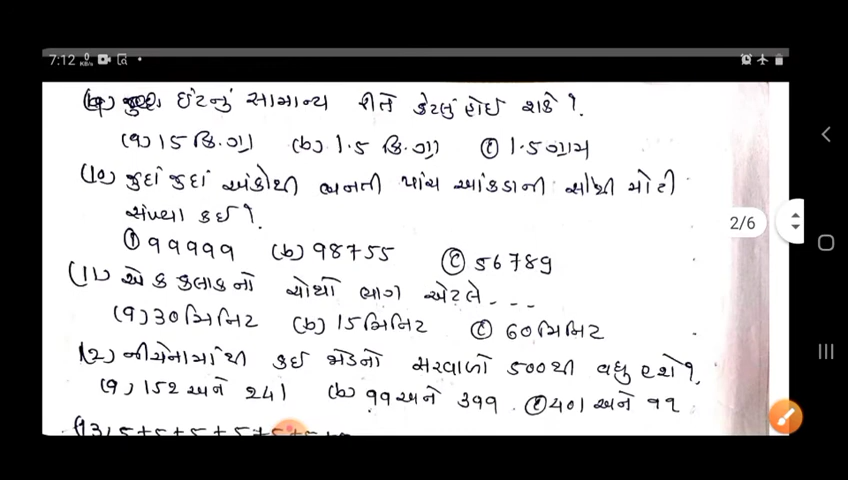 7:12
0 KB/s
ઈંટનું સામાન્ય રીતે કેટલું હોઈ શકે ?
(a) 15 કિ.ગ્રા (b) 1.5 કિ.ગ્રા (c) 1.5 ગ્રામ
(10) જુદાં જુદાં અંકોથી બનતી પાંચ આંકડાની સૌથી મોટી
સંખ્યા કઈ ?
99999 (b) 98755 (c) 56789
(11) એક કલાકનો ચોથો ભાગ એટલે - - -
(a) 30 મિનિટ (b) 15 મિનિટ (c) 60 મિનિટ
(12) નીચેનામાંથી કઈ જોડનો સરવાળો 500થી વધુ હશે ?
(a) 152 અને 241 (b) 99 અને 399 (c) 401 અને 99
2/6